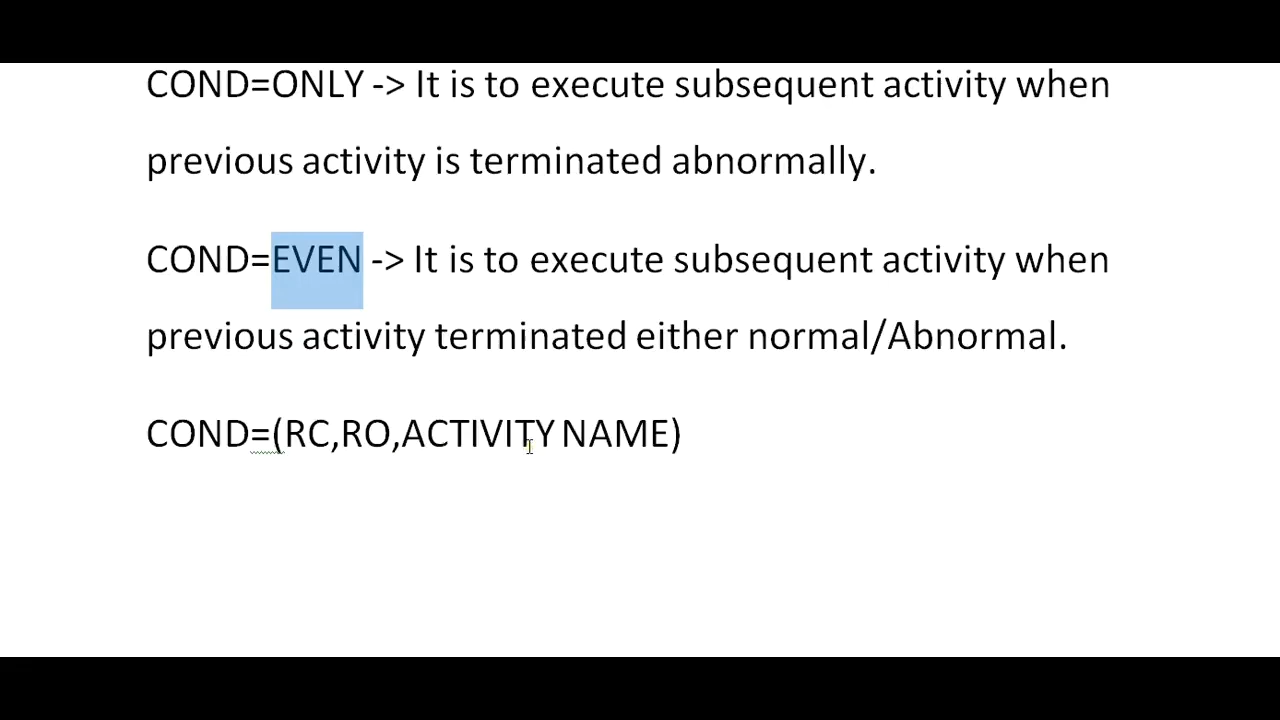 COND=ONLY -> It is to execute subsequent activity when
previous activity is terminated abnormally.
COND=EVEN -> It is to execute subsequent activity when
previous activity terminated either normal/Abnormal.
COND=(RC,RO,ACTIVITY NAME)